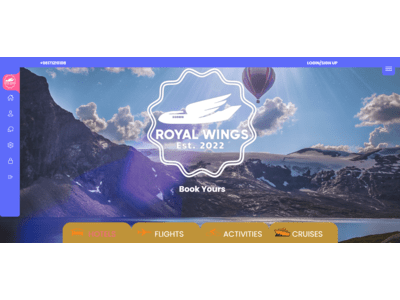 LOGIN/SIGN UP
ROYAL WINGS
Est. 2022
Book Yours
FLIGHTS
ACTIVITIES
CRUISES